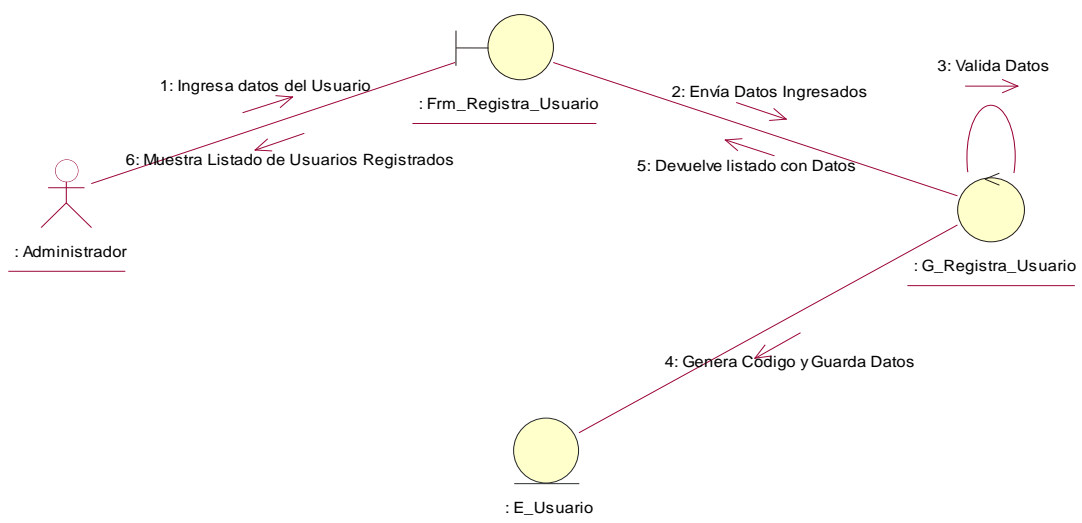 3: Valida Datos
1: Ingresa datos del Usuario
2: Envía Datos Ingresados
: Frm_Registra_Usuario
6: Muestra Listado de Usuarios Registrados
5: Devuelve listado con Datos
: Administrador
: G_Registra_Usuario
4: Genera Código y Guarda Datos
: E_Usuario